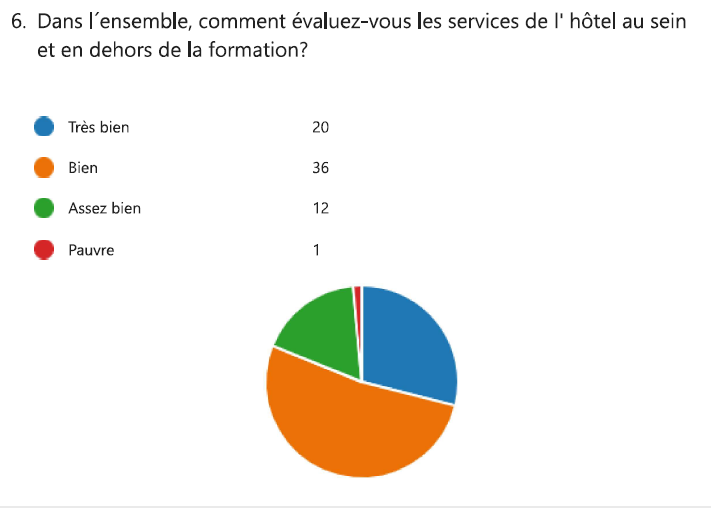 6. Dans l´ensemble, comment évaluez-vous les services de l' hôtel au sein
et en dehors de la formation?
Très bien 20
Bien 36
Assez bien 12
Pauvre 1